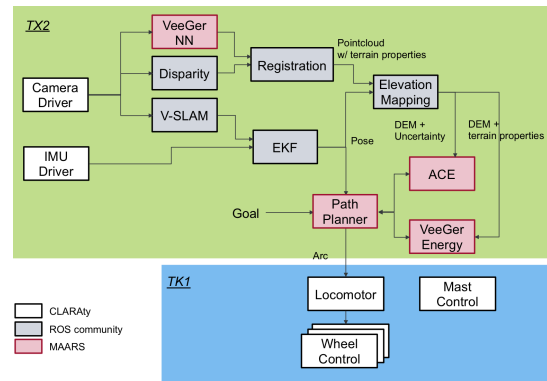 TX2
VeeGer
NN
Pointcloud
w/ terrain properties
Disparity
Registration
Camera
Driver
Elevation
Mapping
V-SLAM
DEM +
Uncertainty
DEM +
terrain properties
IMU
Driver
EKF
Pose
ACE
Goal
Path
Planner
VeeGer
Energy
Arc
TK1
Locomotor
Mast
Control
CLARAty
ROS community
MAARS
Wheel
Control